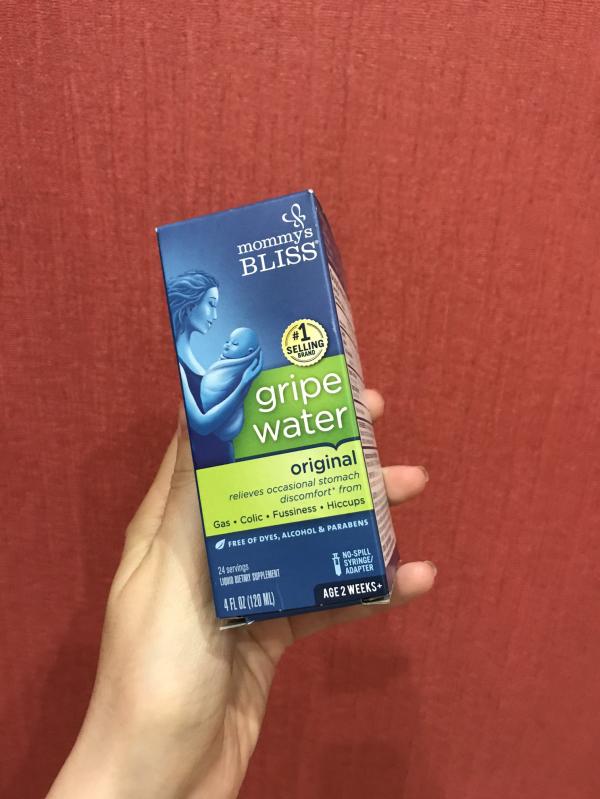 mommy's
BLISS®
#1
SELLING
BRAND
gripe
water
original
relieves occasional stomach
discomfort* from
Gas • Colic • Fussiness • Hiccups
FREE OF DYES, ALCOHOL & PARABENS
24 servings
LIQUID DIETARY SUPPLEMENT
4 FL OZ (120 ML)
NO-SPILL
SYRINGE/
ADAPTER
AGE 2 WEEKS+